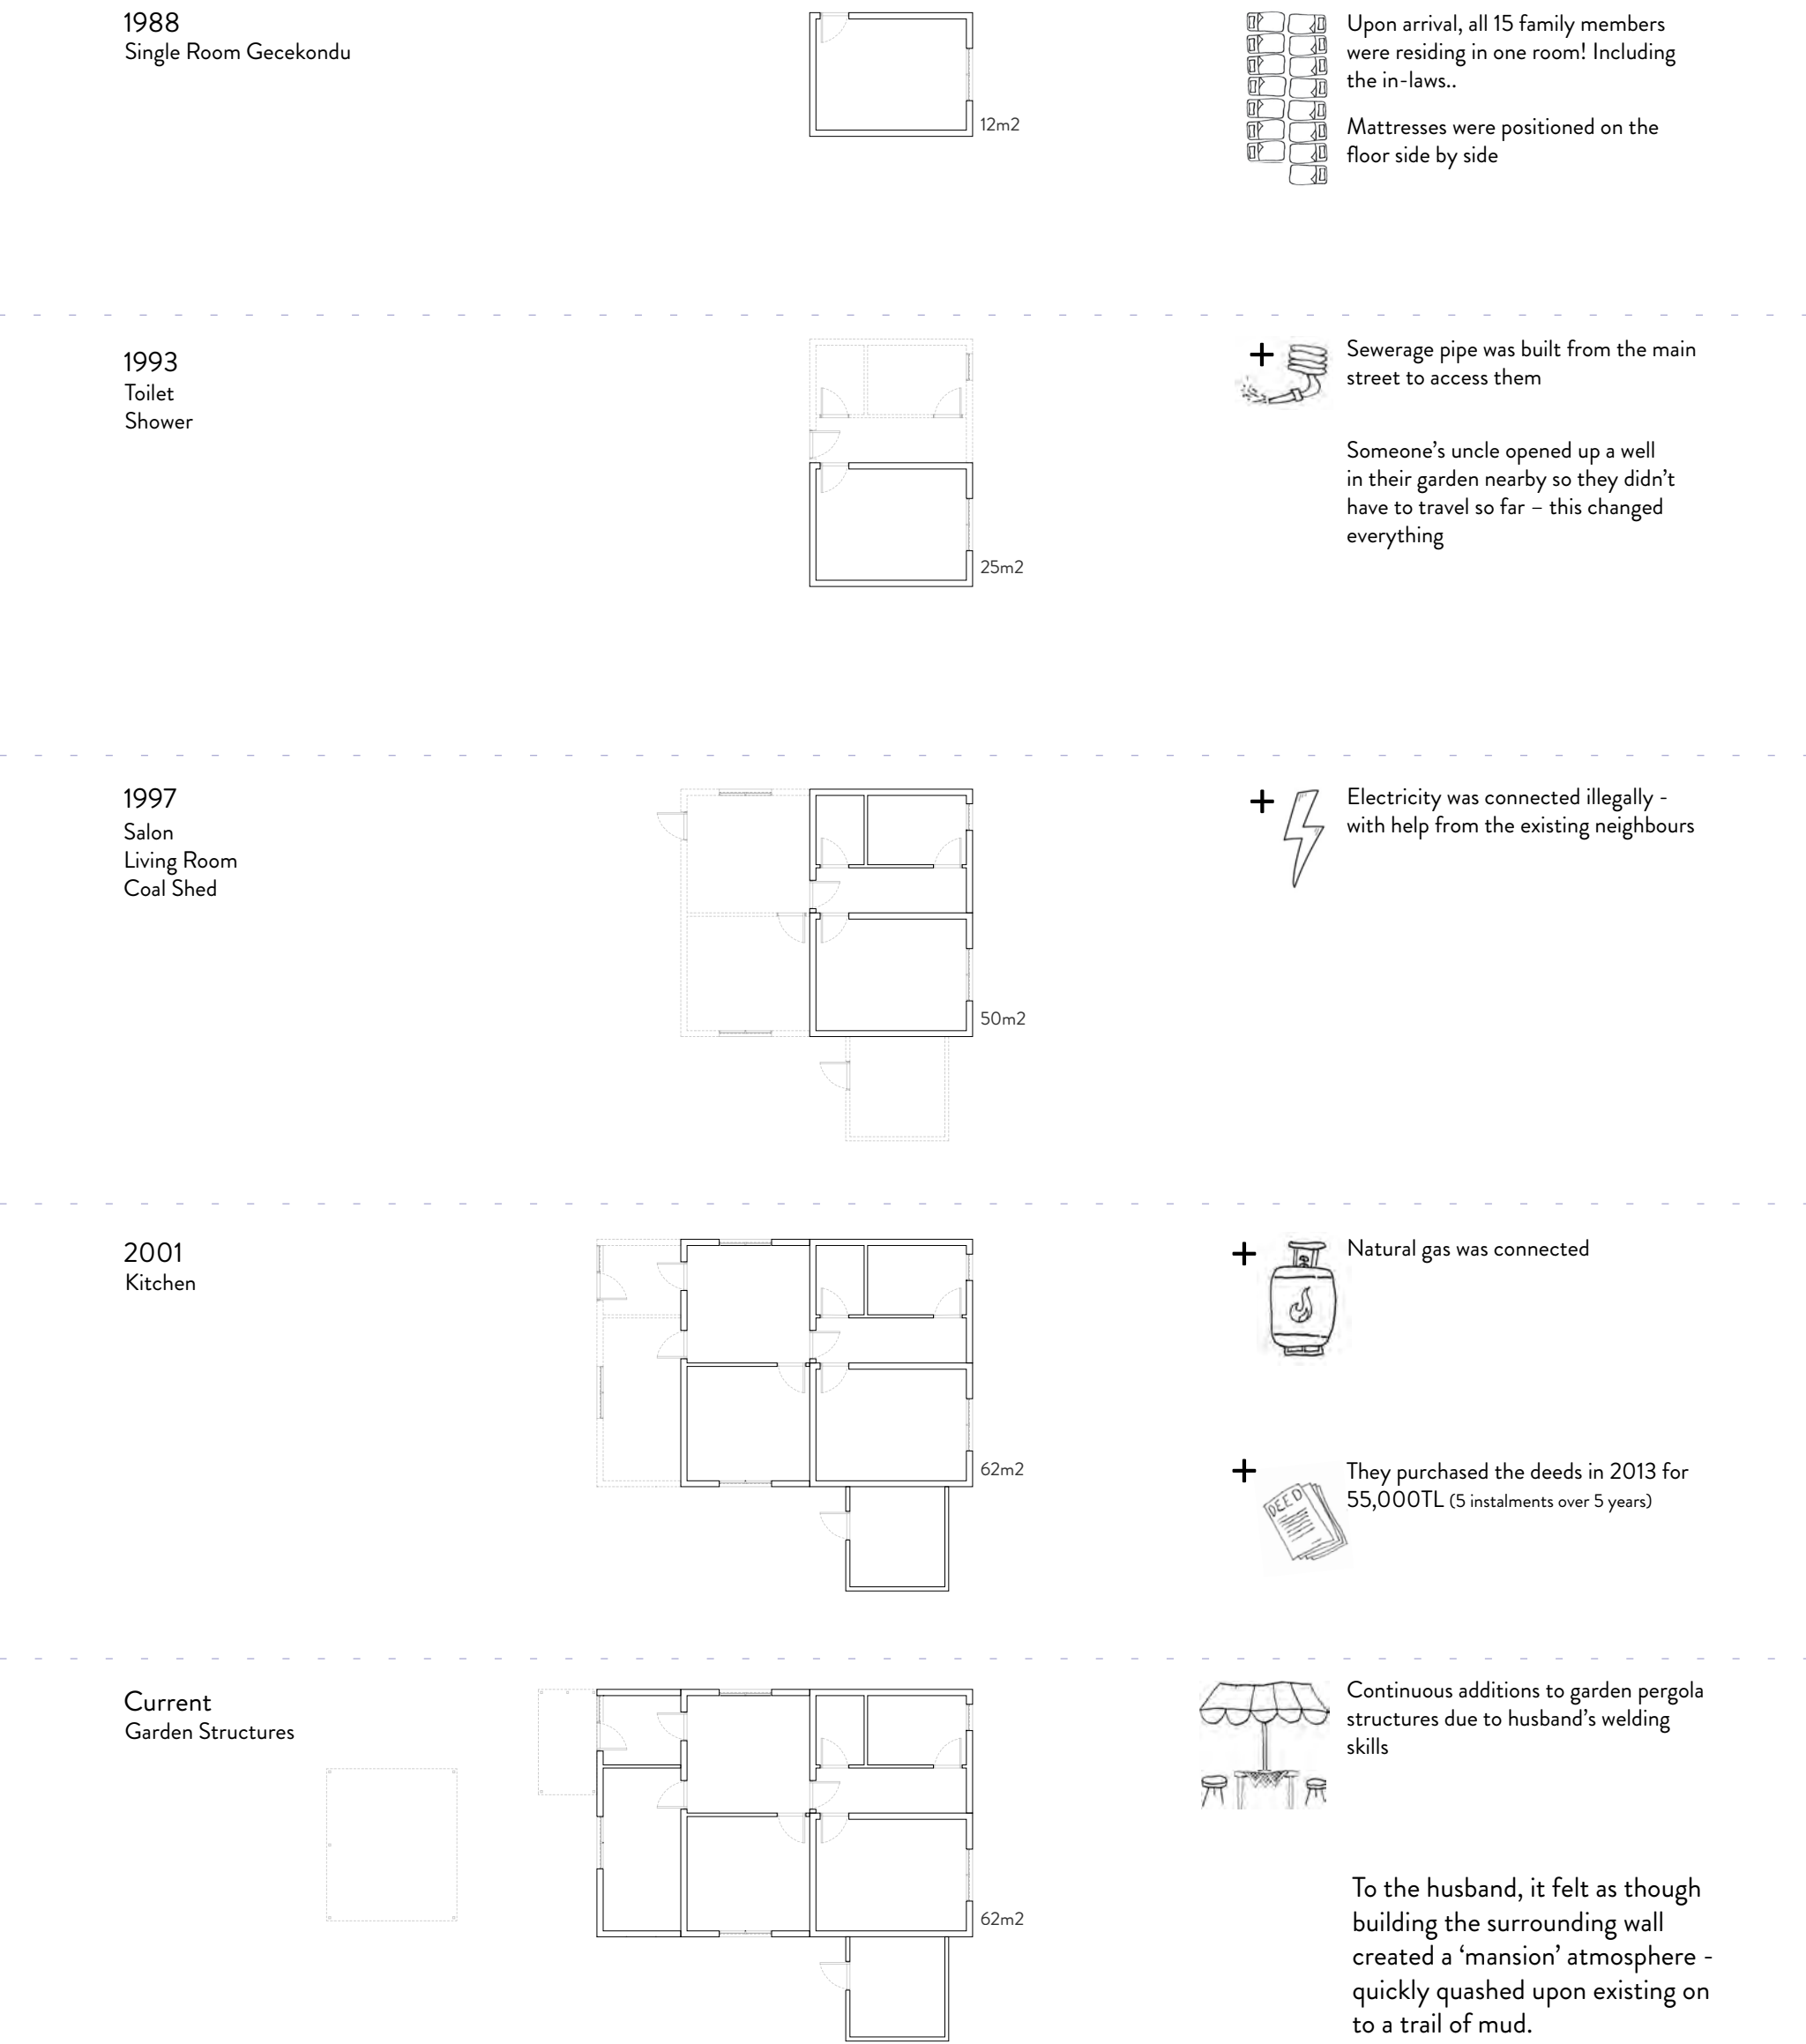 1988
Single Room Gecekondu
12m2
Upon arrival, all 15 family members
were residing in one room! Including
the in-laws..
Mattresses were positioned on the
floor side by side
1993
Toilet
Shower
25m2
+
Sewerage pipe was built from the main
street to access them
Someone’s uncle opened up a well
in their garden nearby so they didn’t
have to travel so far – this changed
everything
1997
Salon
Living Room
Coal Shed
50m2
+
Electricity was connected illegally -
with help from the existing neighbours
2001
Kitchen
62m2
+
Natural gas was connected
+
DEED
They purchased the deeds in 2013 for
55,000TL (5 instalments over 5 years)
Current
Garden Structures
62m2
Continuous additions to garden pergola
structures due to husband’s welding
skills
To the husband, it felt as though
building the surrounding wall
created a ‘mansion’ atmosphere -
quickly quashed upon existing on
to a trail of mud.